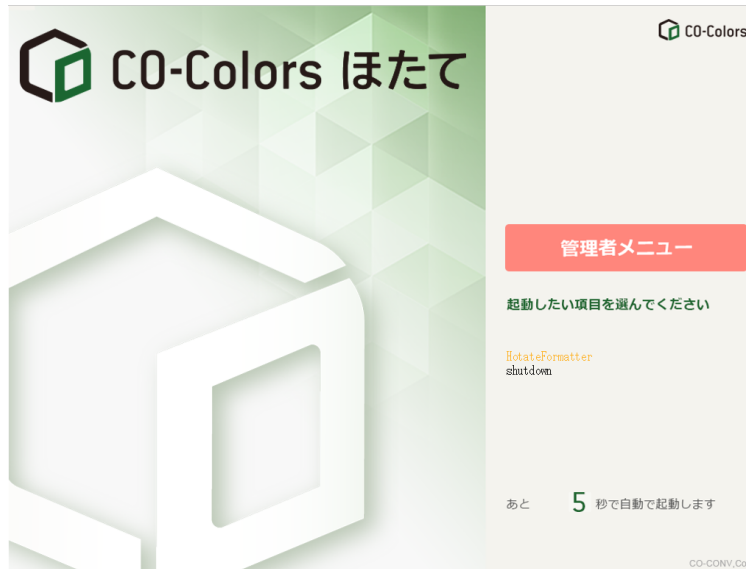 CO-Colors ほたて
CO-Colors
管理者メニュー
起動したい項目を選んでください
HotateFormatter
shutdown
あと 5 秒で自動で起動します
CO-CONV,Co